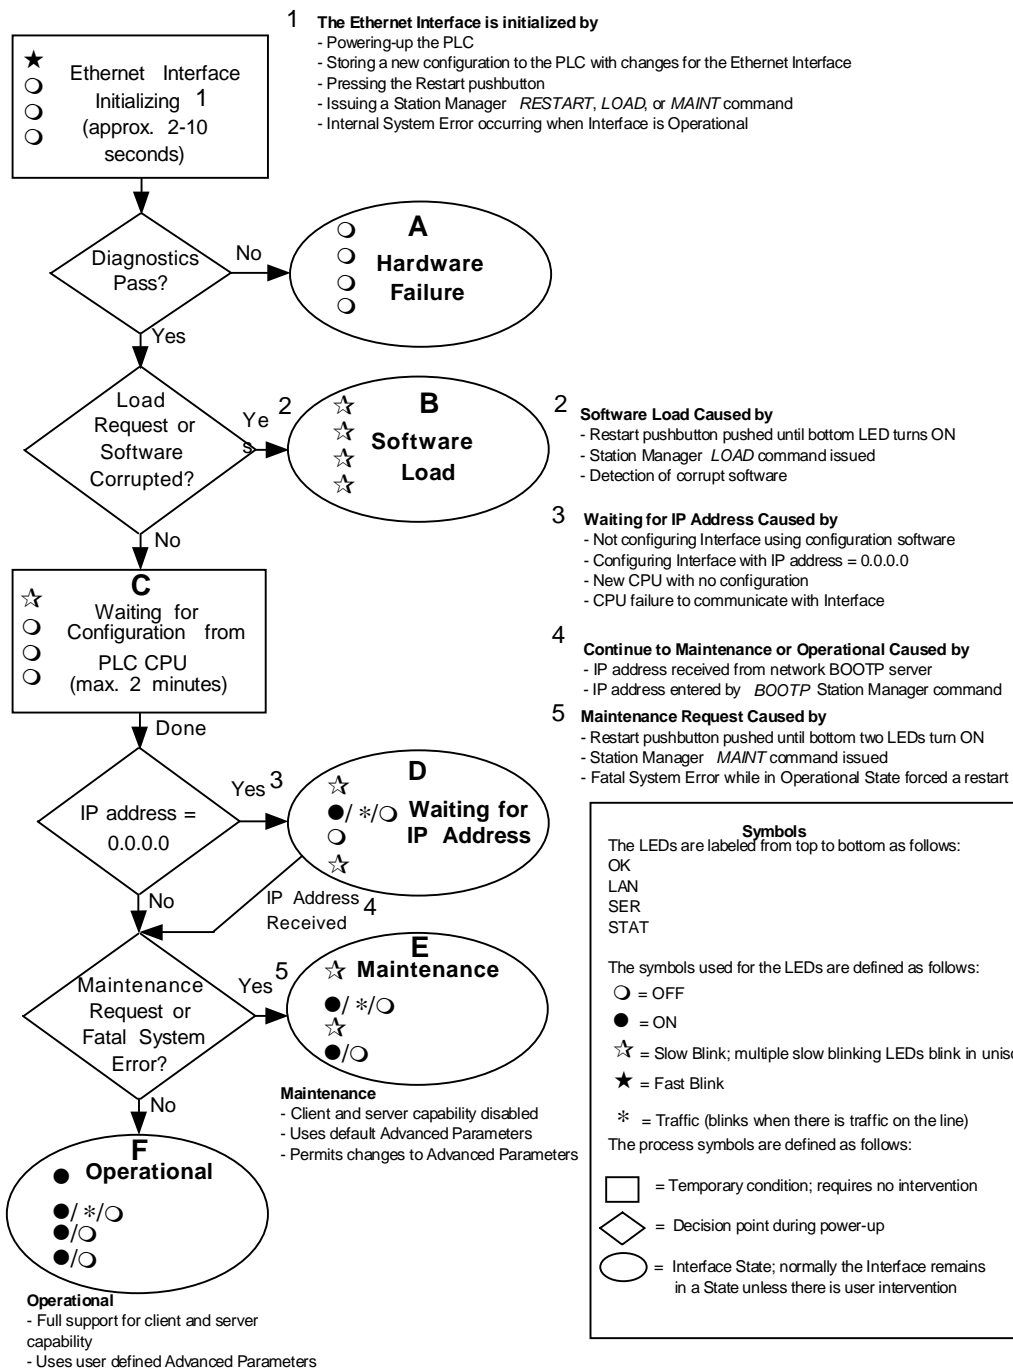 1 The Ethernet Interface is initialized by
- Powering-up the PLC
- Storing a new configuration to the PLC with changes for the Ethernet Interface
- Pressing the Restart pushbutton
- Issuing a Station Manager RESTART, LOAD, or MAINT command
- Internal System Error occurring when Interface is Operational
Ethernet Interface
Initializing 1
(approx. 2-10
seconds)
Diagnostics
Pass?
No
A
Hardware
Failure
Yes
Load
Request or
Software
Corrupted?
Ye
s
2
B
Software
Load
2 Software Load Caused by
- Restart pushbutton pushed until bottom LED turns ON
- Station Manager LOAD command issued
- Detection of corrupt software
No
3 Waiting for IP Address Caused by
- Not configuring Interface using configuration software
- Configuring Interface with IP address = 0.0.0.0
- New CPU with no configuration
- CPU failure to communicate with Interface
C
Waiting for
Configuration from
PLC CPU
(max. 2 minutes)
4 Continue to Maintenance or Operational Caused by
- IP address received from network BOOTP server
- IP address entered by BOOTP Station Manager command
5 Maintenance Request Caused by
- Restart pushbutton pushed until bottom two LEDs turn ON
- Station Manager MAINT command issued
- Fatal System Error while in Operational State forced a restart
Done
IP address =
0.0.0.0
Yes 3
D
Waiting for
IP Address
/ */
No
IP Address
Received 4
Maintenance
Request or
Fatal System
Error?
Yes 5
E
Maintenance
/ */
/
Maintenance
- Client and server capability disabled
- Uses default Advanced Parameters
- Permits changes to Advanced Parameters
No
F
Operational
/ */
/
/
Operational
- Full support for client and server
capability
- Uses user defined Advanced Parameters
Symbols
The LEDs are labeled from top to bottom as follows:
OK
LAN
SER
STAT
The symbols used for the LEDs are defined as follows:
= OFF
= ON
= Slow Blink; multiple slow blinking LEDs blink in
= Fast Blink
* = Traffic (blinks when there is traffic on the line)
The process symbols are defined as follows:
= Temporary condition; requires no intervention
= Decision point during power-up
= Interface State; normally the Interface remains
in a State unless there is user intervention